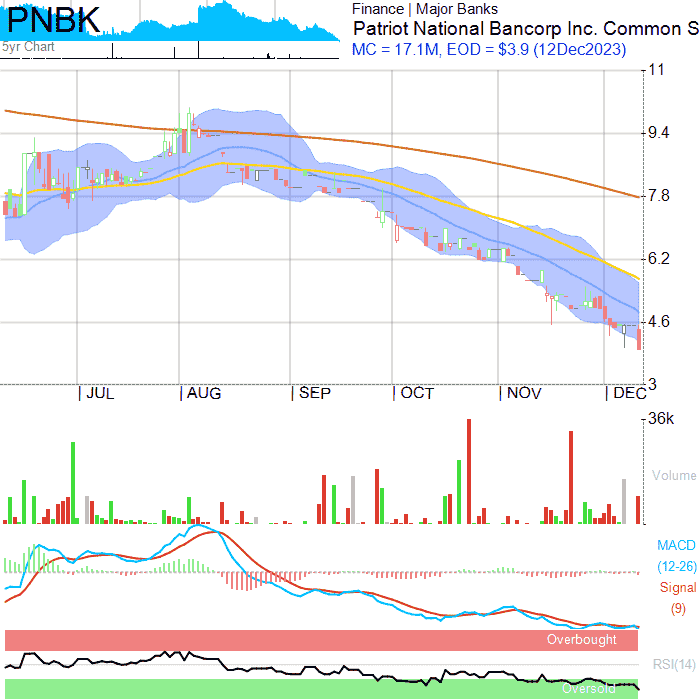 PNBK
5yr Chart
Finance | Major Banks
Patriot National Bancorp Inc. Common S
MC = 17.1M, EOD = $3.9 (12Dec2023)
11
9.4
7.8
6.2
4.6
3
JUL AUG SEP OCT NOV DEC
36k
Volume
MACD
(12-26)
Signal
(9)
Overbought
RSI(14)
Oversold